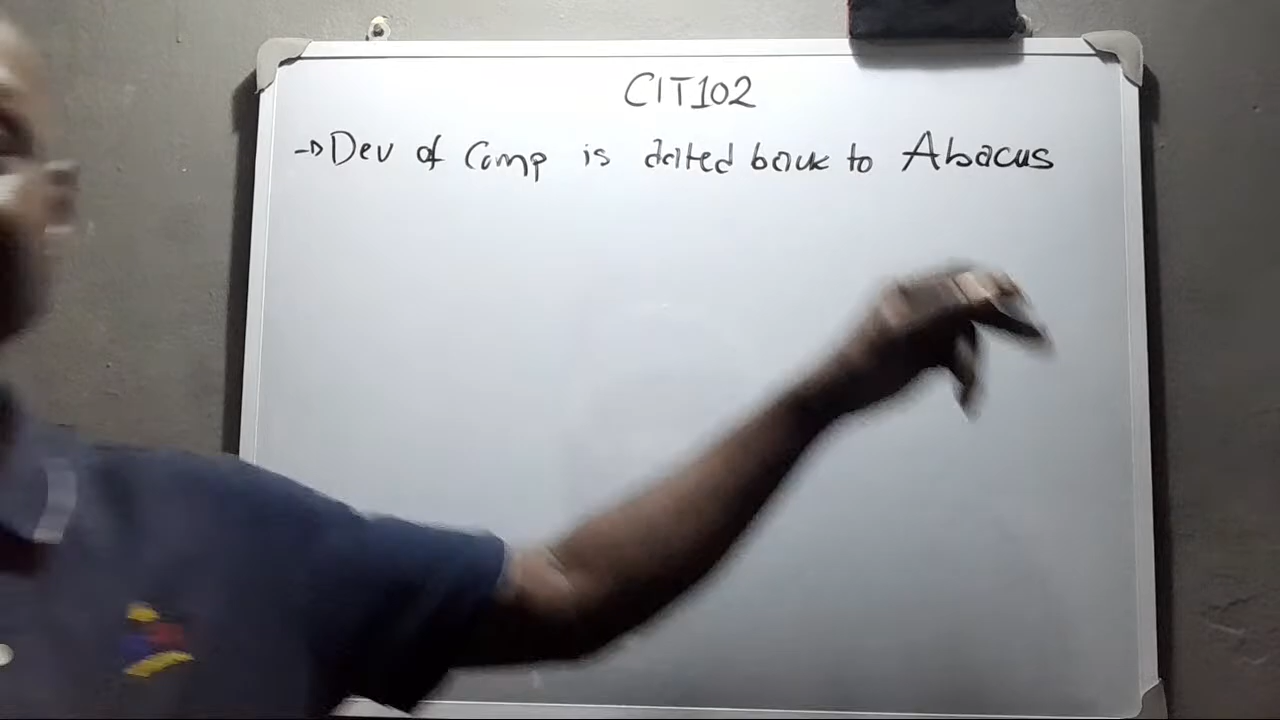 CIT102
→ Dev of Comp is dated back to Abacus